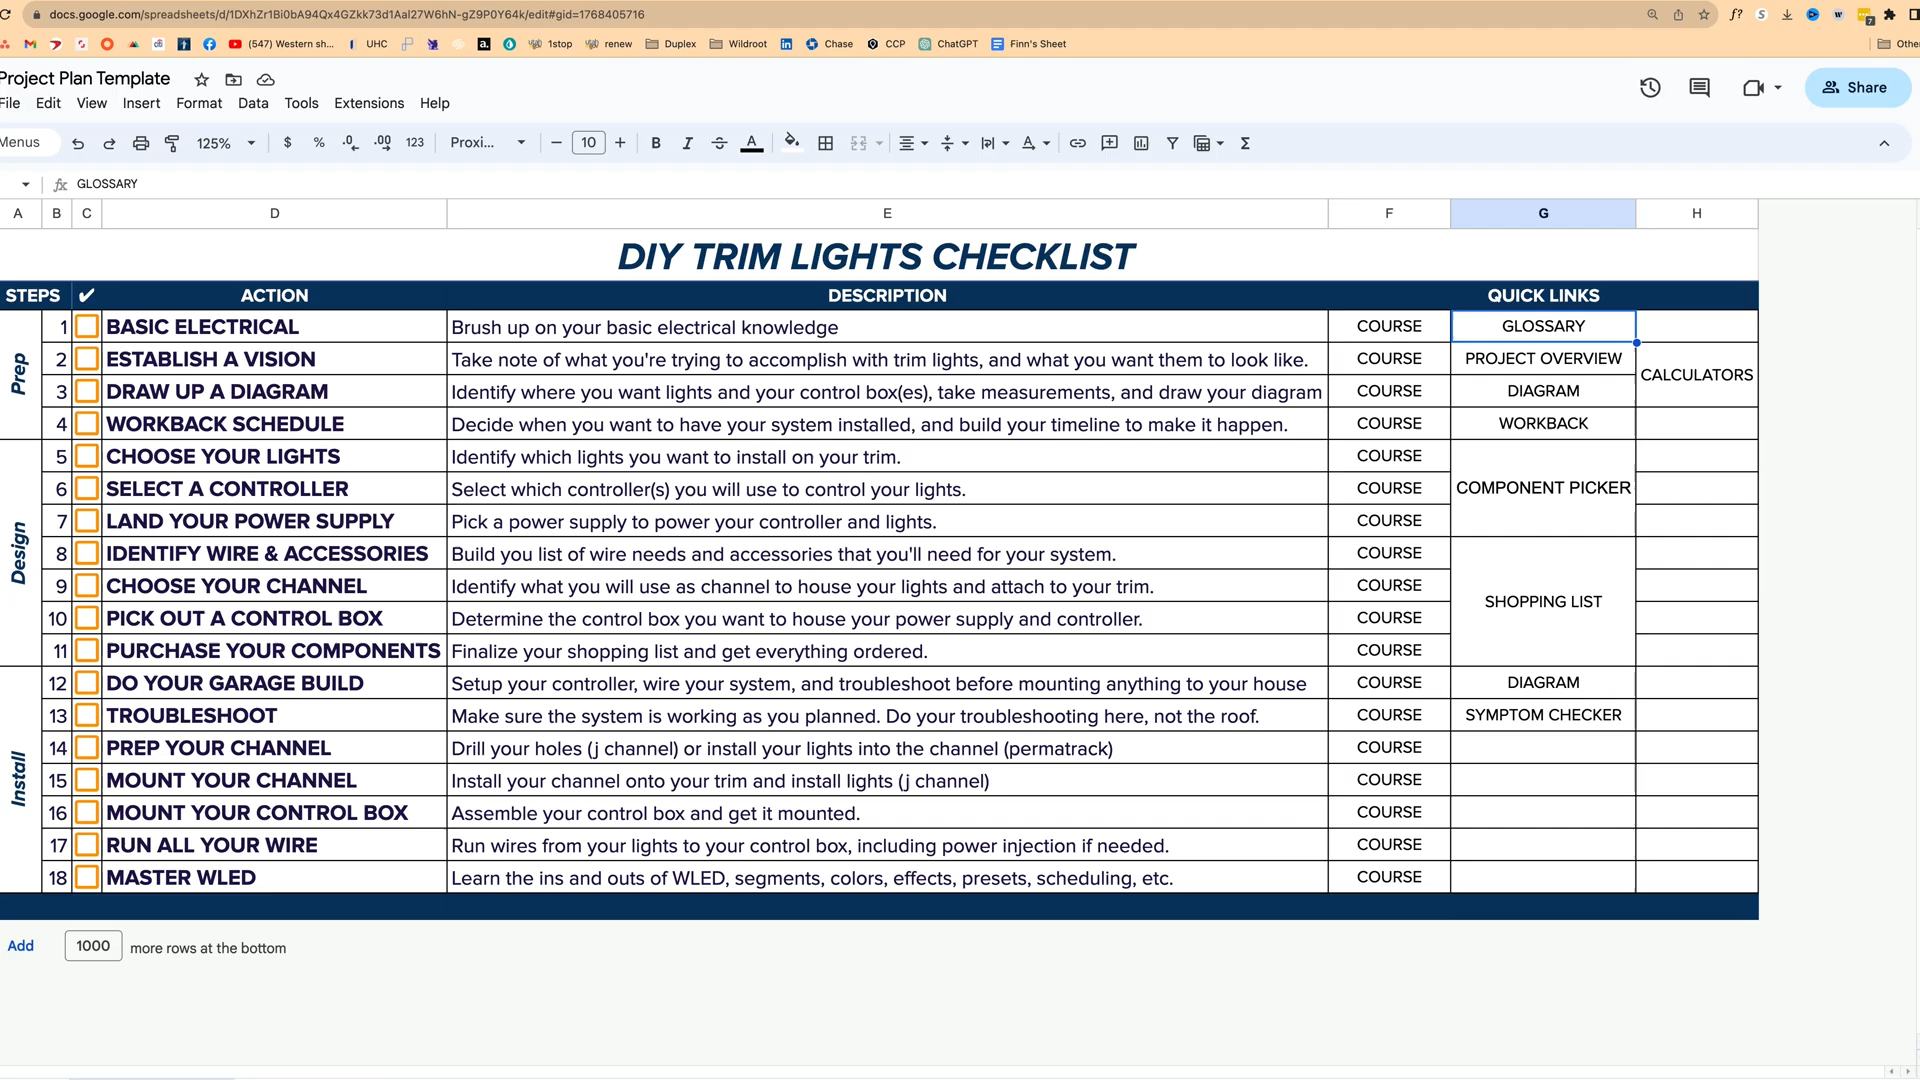 docs.google.com/spreadsheets/d/1DXhZr1Bi0bA94Qx4GZkk73d1Aal27W6hN-gZ9P0Y64k/edit#gid=1768405716
(547) Western sh...
UHC
1stop
renew
Duplex
Wildroot
Chase
CCP
ChatGPT
Finn's Sheet
Other
Project Plan Template
File Edit View Insert Format Data Tools Extensions Help
Share
Menus
125%
$ % .0 .00 123
Proxi...
10
GLOSSARY
A B C D E F G H
DIY TRIM LIGHTS CHECKLIST
STEPS ✔ ACTION DESCRIPTION QUICK LINKS
Prep
1 BASIC ELECTRICAL Brush up on your basic electrical knowledge COURSE GLOSSARY
2 ESTABLISH A VISION Take note of what you're trying to accomplish with trim lights, and what you want them to look like. COURSE PROJECT OVERVIEW
CALCULATORS
3 DRAW UP A DIAGRAM Identify where you want lights and your control box(es), take measurements, and draw your diagram COURSE DIAGRAM
4 WORKBACK SCHEDULE Decide when you want to have your system installed, and build your timeline to make it happen. COURSE WORKBACK
Design
5 CHOOSE YOUR LIGHTS Identify which lights you want to install on your trim. COURSE
6 SELECT A CONTROLLER Select which controller(s) you will use to control your lights. COURSE COMPONENT PICKER
7 LAND YOUR POWER SUPPLY Pick a power supply to power your controller and lights. COURSE
8 IDENTIFY WIRE & ACCESSORIES Build you list of wire needs and accessories that you'll need for your system. COURSE
9 CHOOSE YOUR CHANNEL Identify what you will use as channel to house your lights and attach to your trim. COURSE
SHOPPING LIST
10 PICK OUT A CONTROL BOX Determine the control box you want to house your power supply and controller. COURSE
11 PURCHASE YOUR COMPONENTS Finalize your shopping list and get everything ordered. COURSE
Install
12 DO YOUR GARAGE BUILD Setup your controller, wire your system, and troubleshoot before mounting anything to your house COURSE DIAGRAM
13 TROUBLESHOOT Make sure the system is working as you planned. Do your troubleshooting here, not the roof. COURSE SYMPTOM CHECKER
14 PREP YOUR CHANNEL Drill your holes (j channel) or install your lights into the channel (permatrack) COURSE
15 MOUNT YOUR CHANNEL Install your channel onto your trim and install lights (j channel) COURSE
16 MOUNT YOUR CONTROL BOX Assemble your control box and get it mounted. COURSE
17 RUN ALL YOUR WIRE Run wires from your lights to your control box, including power injection if needed. COURSE
18 MASTER WLED Learn the ins and outs of WLED, segments, colors, effects, presets, scheduling, etc. COURSE
Add 1000 more rows at the bottom